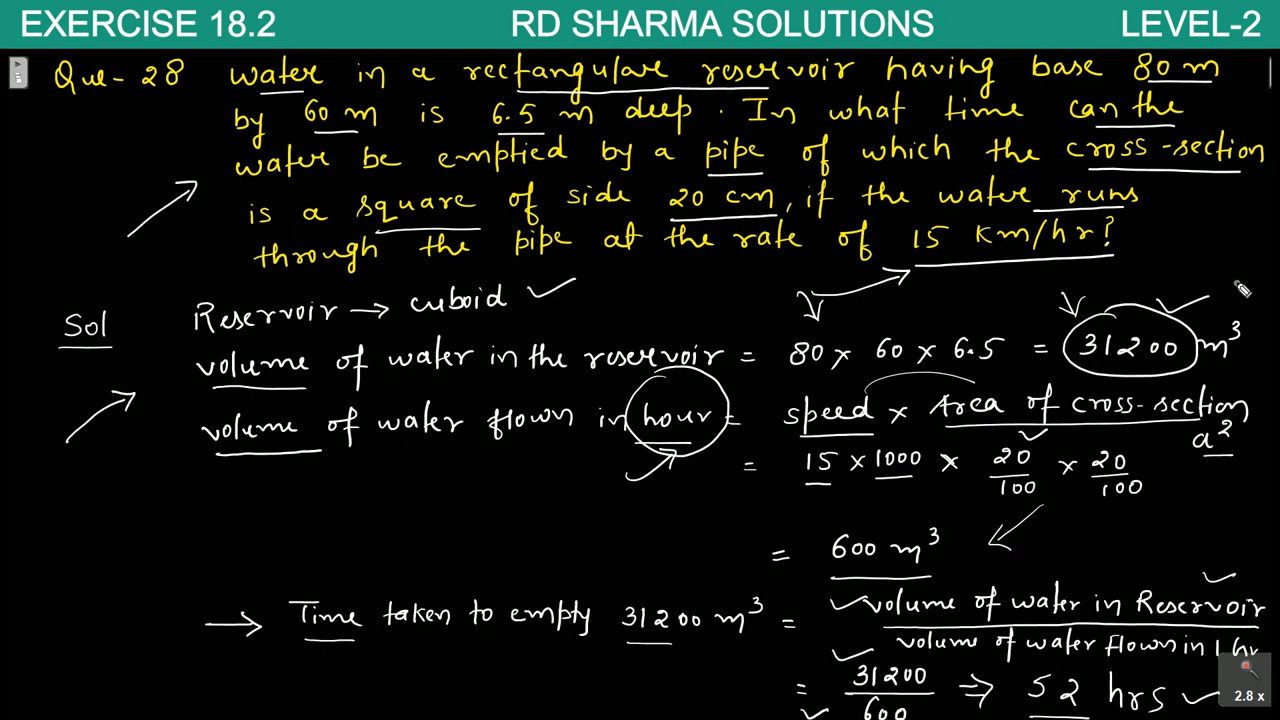 EXERCISE 18.2 RD SHARMA SOLUTIONS LEVEL-2
Que-28 water in a rectangulare reservoir having base 80 m
by 60 m is 6.5 m deep. In what time can the
water be emptied by a pipe of which the cross-section
is a square of side 20 cm, if the water runs
through the pipe at the rate of 15 km/hr?
Sol Reservoir → cuboid ✓
volume of water in the reservoir = 80 × 60 × 6.5 = 31200 m³
volume of water flown in hour = speed × Area of cross-section
a²
= 15 × 1000 × 20/100 × 20/100
= 600 m³
→ Time taken to empty 31200 m³ = volume of water in Reservoir / volume of water flown in 1 hr
= 31200/600 ⇒ 52 hrs ✓
2.8 x